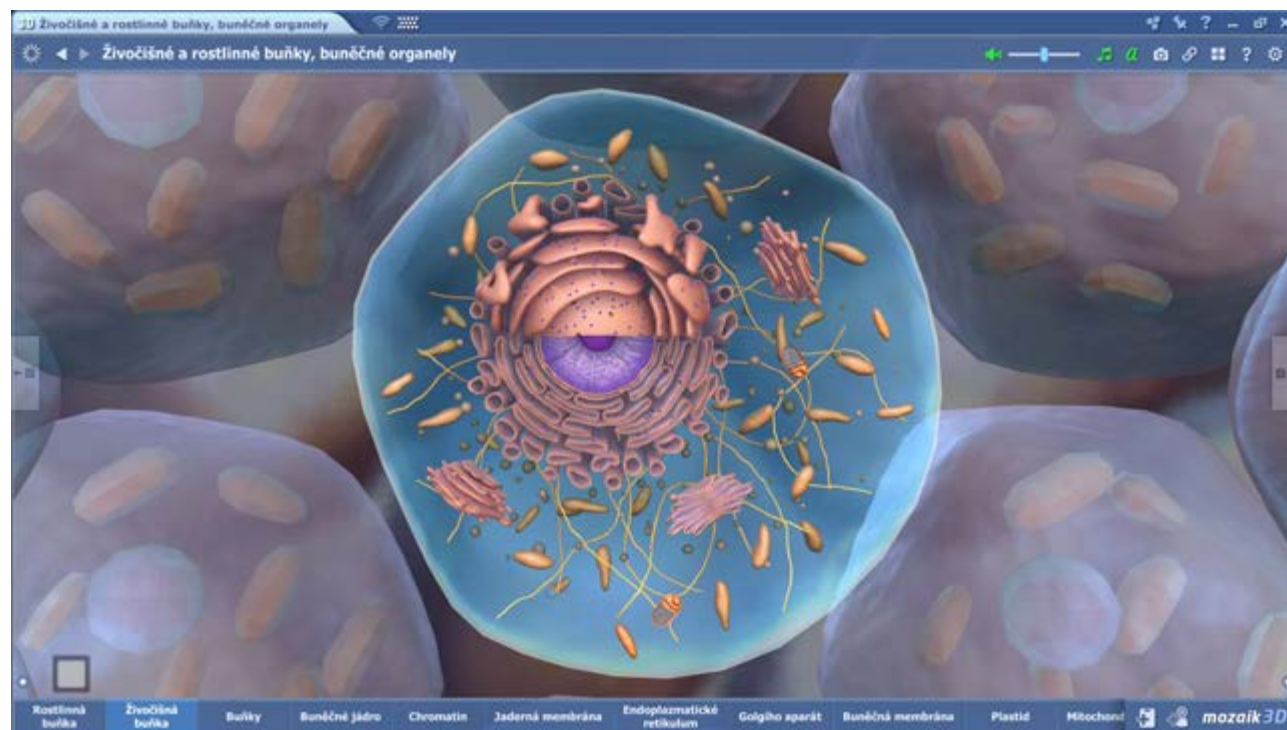 Živočišné a rostlinné buňky, buněčné organely
Živočišné a rostlinné buňky, buněčné organely
Rostlinná buňka
Živočišná buňka
Buňky
Buněčné jádro
Chromatin
Jaderná membrána
Endoplazmatické retikulum
Golgiho aparát
Buněčná membrána
Plastid
Mitochond
mozaik3D